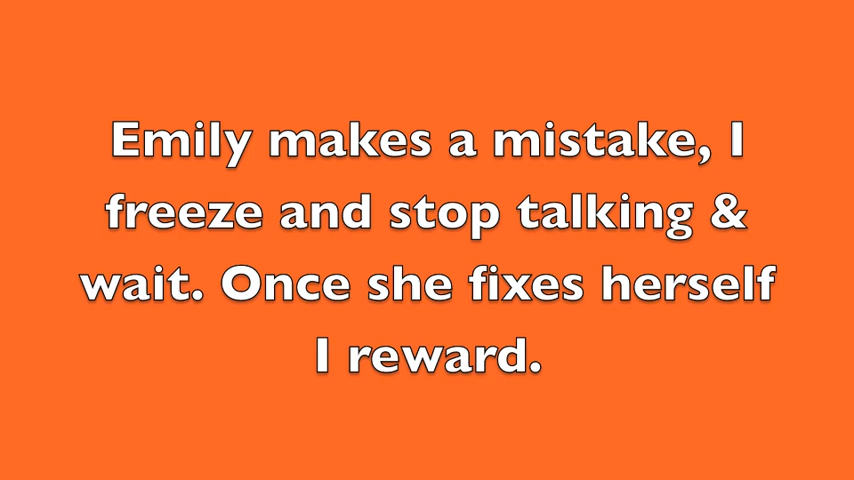 Emily makes a mistake, I
freeze and stop talking &
wait. Once she fixes herself
I reward.